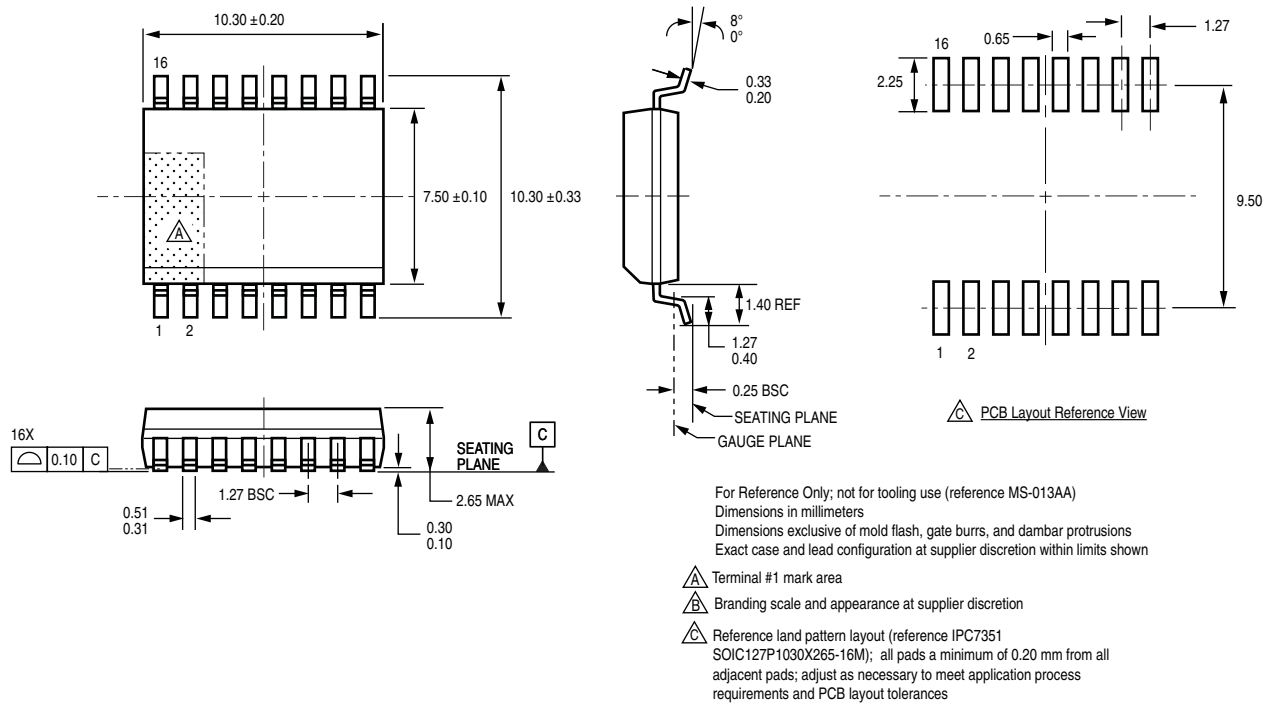 10.30 ±0.20
16
7.50 ±0.10
10.30 ±0.33
A
1 2
8°
0°
0.33
0.20
1.40 REF
1.27
0.40
0.25 BSC
SEATING PLANE
GAUGE PLANE
16
0.65
1.27
2.25
9.50
1 2
C PCB Layout Reference View
16X
0.10 C
0.51
0.31
1.27 BSC
SEATING
PLANE
C
2.65 MAX
0.30
0.10
For Reference Only; not for tooling use (reference MS-013AA)
Dimensions in millimeters
Dimensions exclusive of mold flash, gate burrs, and dambar protrusions
Exact case and lead configuration at supplier discretion within limits shown
A Terminal #1 mark area
B Branding scale and appearance at supplier discretion
C Reference land pattern layout (reference IPC7351
SOIC127P1030X265-16M); all pads a minimum of 0.20 mm from all
adjacent pads; adjust as necessary to meet application process
requirements and PCB layout tolerances